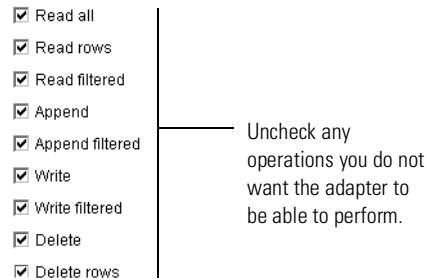 Read all
Read rows
Read filtered
Append
Append filtered
Write
Write filtered
Delete
Delete rows
Uncheck any
operations you do not
want the adapter to
be able to perform.